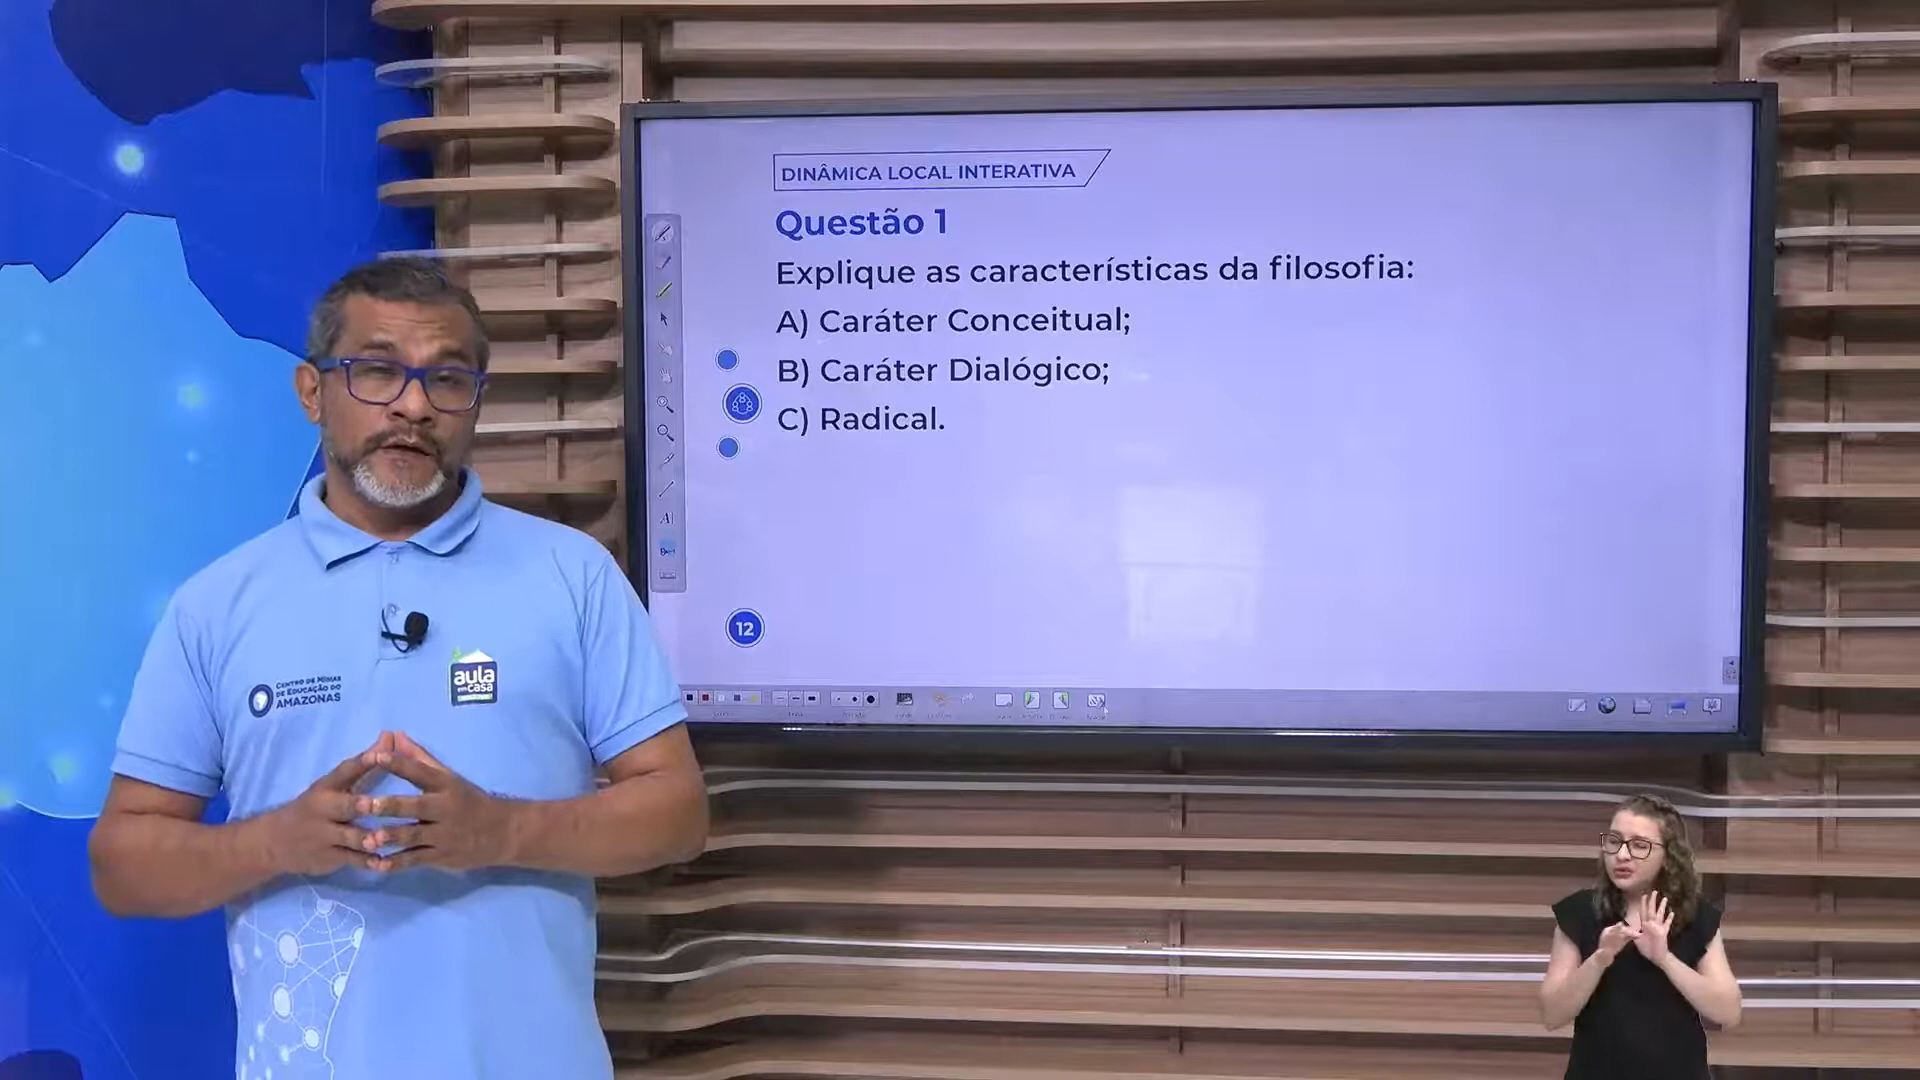 DINÂMICA LOCAL INTERATIVA
Questão 1
Explique as características da filosofia:
A) Caráter Conceitual;
B) Caráter Dialógico;
C) Radical.
12
CENTRO DE MÍDIAS
DE EDUCAÇÃO DO
AMAZONAS
aula
em casa